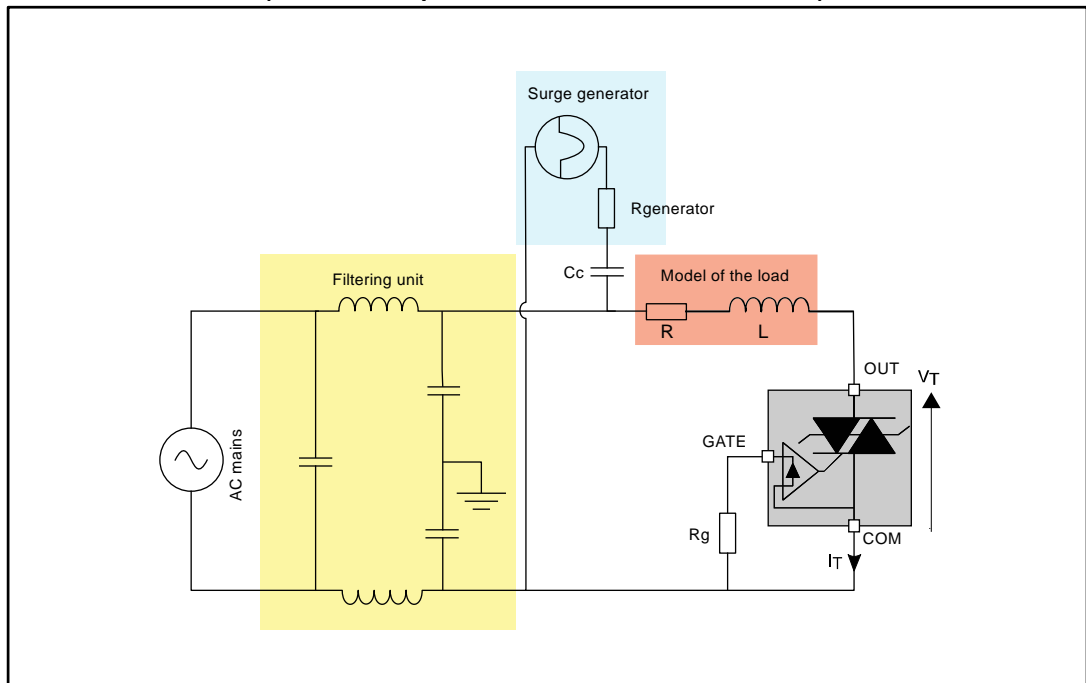 Surge generator
Rgenerator
Filtering unit
Cc
Model of the load
R
L
OUT
VT
GATE
AC mains
Rg
COM
IT